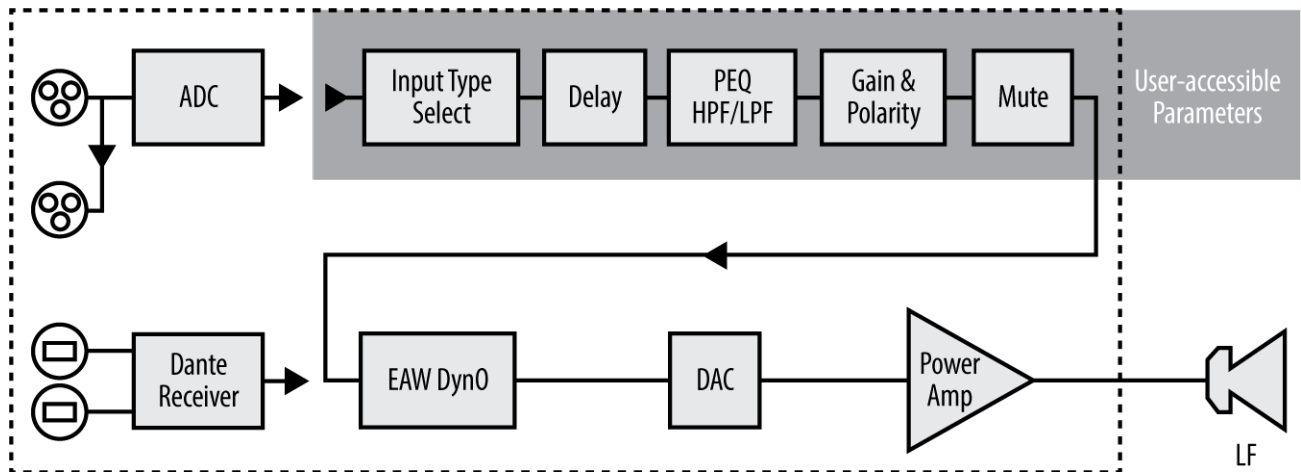 ADC
Input Type
Select
Delay
PEQ
HPF/LPF
Gain &
Polarity
Mute
User-accessible
Parameters
Dante
Receiver
EAW DynO
DAC
Power
Amp
LF